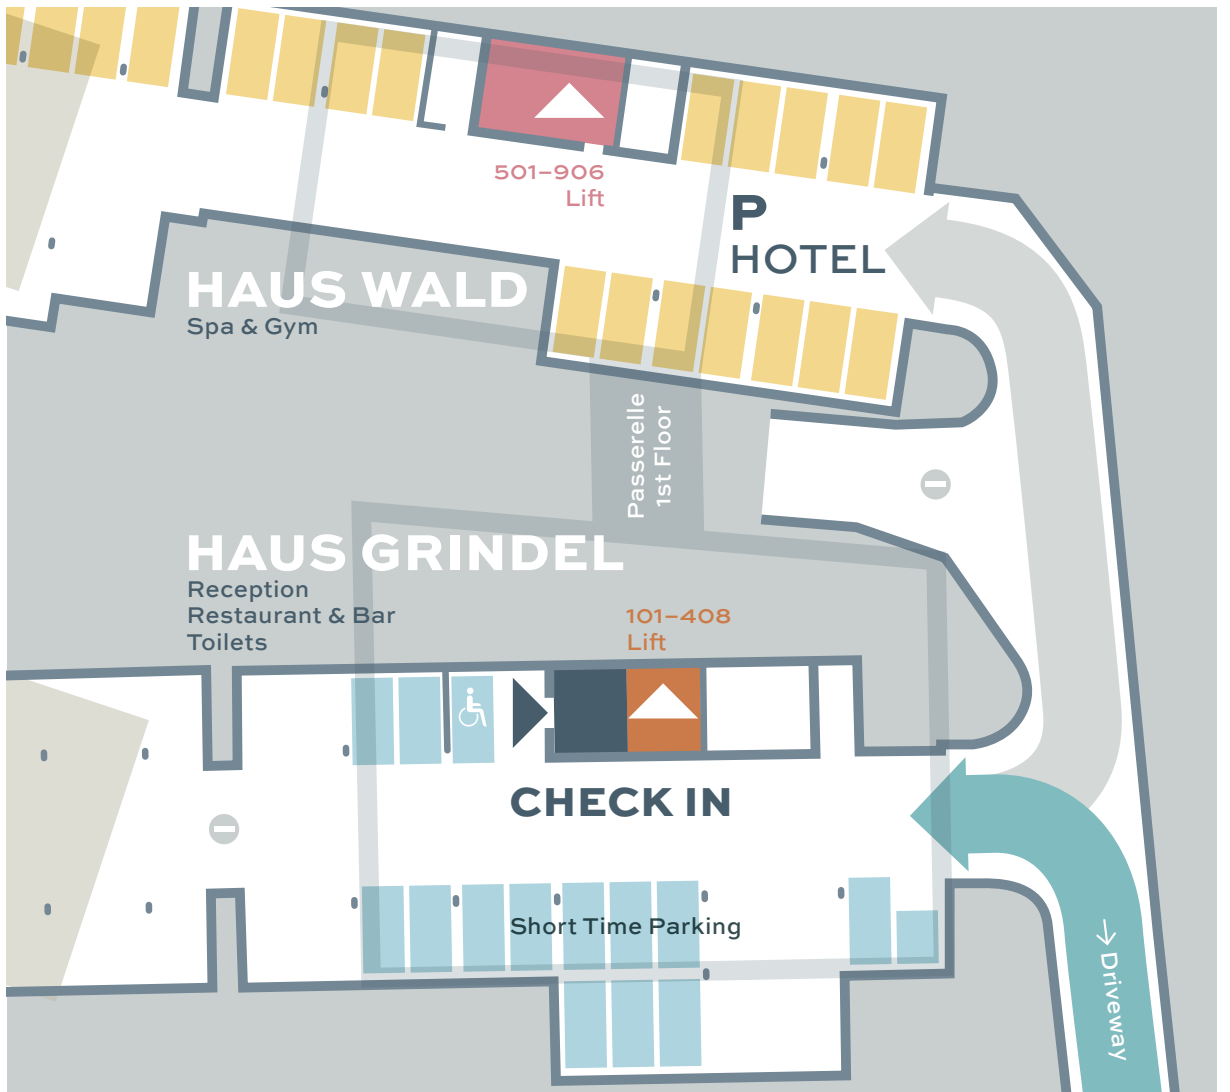 501–906
Lift
P
HOTEL
HAUS WALD
Spa & Gym
Passerelle
1st Floor
HAUS GRINDEL
Reception
Restaurant & Bar
Toilets
101–408
Lift
CHECK IN
Short Time Parking
→ Driveway